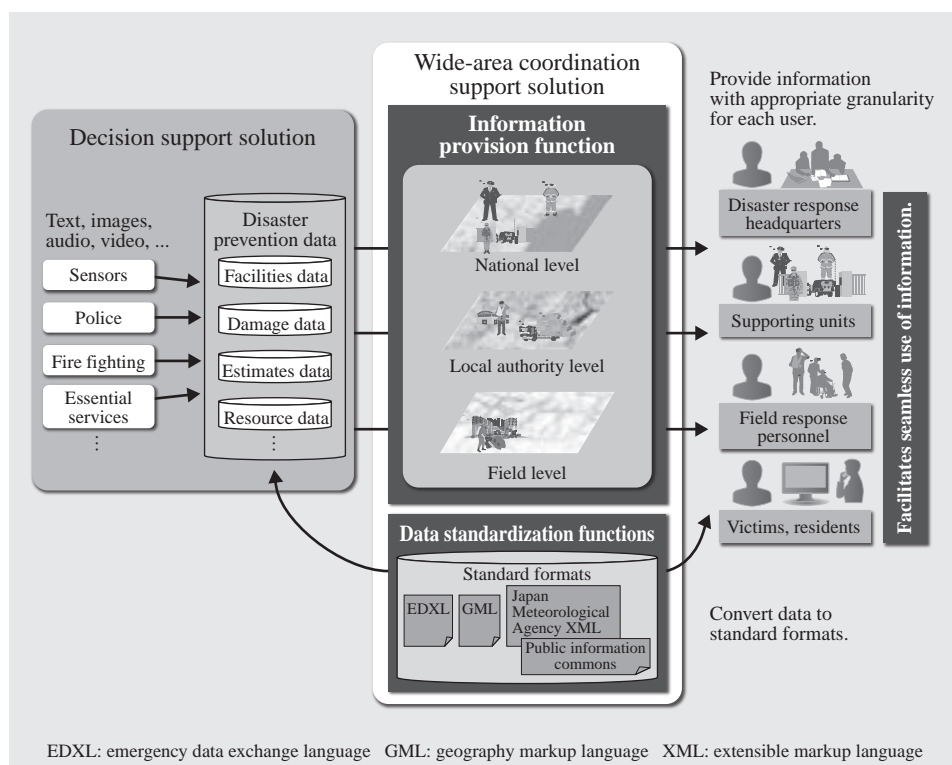 Wide-area coordination
support solution
Provide information
with appropriate granularity
for each user.
Decision support solution
Information
provision function
Text, images,
audio, video, ...
Disaster
prevention data
Sensors
Police
Fire fighting
Essential
services
⋮
Facilities data
Damage data
Estimates data
Resource data
⋮
National level
Local authority level
Field level
Disaster response
headquarters
Supporting units
Field response
personnel
Victims, residents
Facilitates seamless use of information.
Data standardization functions
Standard formats
EDXL
GML
Japan
Meteorological
Agency XML
Public information
commons
Convert data to
standard formats.
EDXL: emergency data exchange language GML: geography markup language XML: extensible markup language